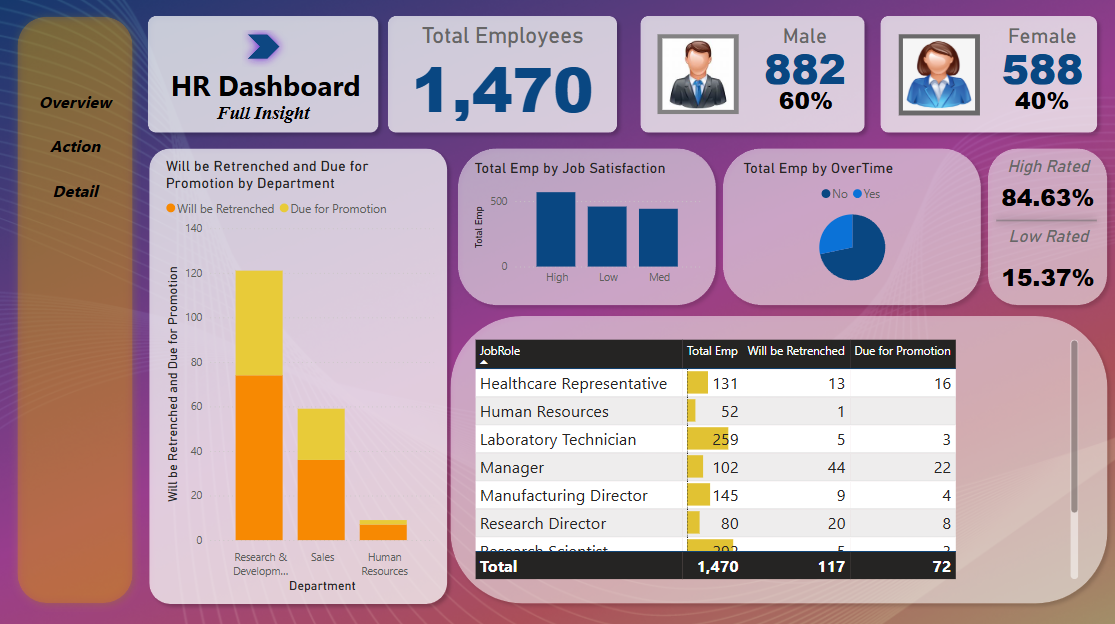 Overview
Action
Detail
HR Dashboard
Full Insight
Total Employees
1,470
Male
882
60%
Female
588
40%
Will be Retrenched and Due for
Promotion by Department
Will be Retrenched Due for Promotion
Will be Retrenched and Due for Promotion
140
120
100
80
60
40
20
0
Research &
Developm...
Sales
Human
Resources
Department
Total Emp by Job Satisfaction
Total Emp
500
0
High Low Med
Total Emp by OverTime
No Yes
High Rated
84.63%
Low Rated
15.37%
JobRole Total Emp Will be Retrenched Due for Promotion
Healthcare Representative 131 13 16
Human Resources 52 1
Laboratory Technician 259 5 3
Manager 102 44 22
Manufacturing Director 145 9 4
Research Director 80 20 8
Research Scientist 292 5
Total 1,470 117 72